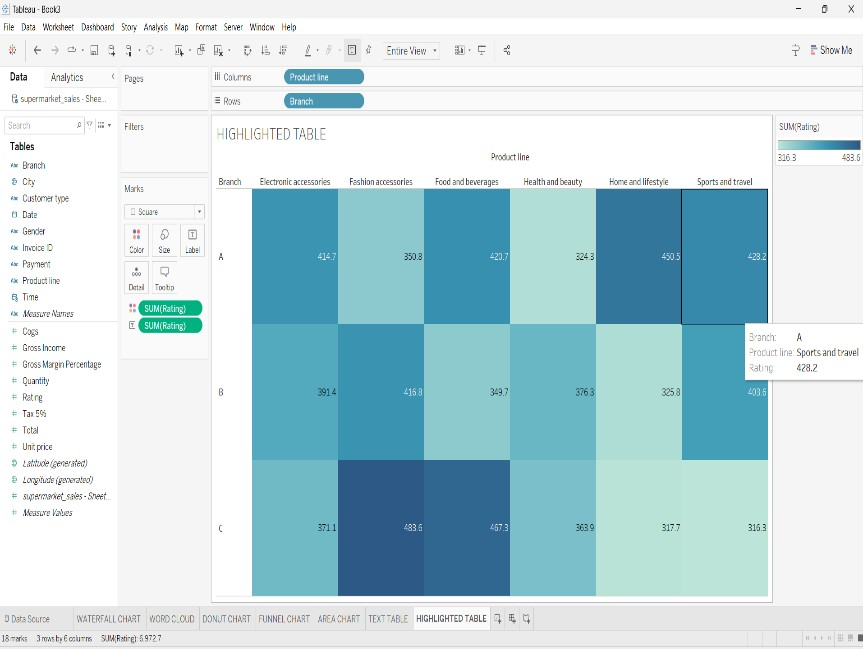 Tableau - Book3
File Data Worksheet Dashboard Story Analysis Map Format Server Window Help
Entire View
Show Me
Data Analytics
supermarket_sales - Shee...
Search
Tables
Abc Branch
City
Abc Customer type
Date
Abc Gender
Abc Invoice ID
Abc Payment
Abc Product line
Time
Abc Measure Names
# Cogs
# Gross Income
# Gross Margin Percentage
# Quantity
# Rating
# Tax 5%
# Total
# Unit price
Latitude (generated)
Longitude (generated)
# supermarket_sales - Sheet...
# Measure Values
Pages
Filters
Marks
Square
Color Size Label
Detail Tooltip
SUM(Rating)
SUM(Rating)
Columns Product line
Rows Branch
HIGHLIGHTED TABLE
Product line
Branch Electronic accessories Fashion accessories Food and beverages Health and beauty Home and lifestyle Sports and travel
A 414.7 350.8 420.7 324.3 450.5 428.2
B 391.4 416.8 349.7 376.3 325.8 403.6
C 371.1 483.6 467.3 363.9 317.7 316.3
Branch: A
Product line: Sports and travel
Rating: 428.2
SUM(Rating)
316.3 483.6
Data Source WATERFALL CHART WORD CLOUD DONUT CHART FUNNEL CHART AREA CHART TEXT TABLE HIGHLIGHTED TABLE
18 marks 3 rows by 6 columns SUM(Rating): 6,972.7